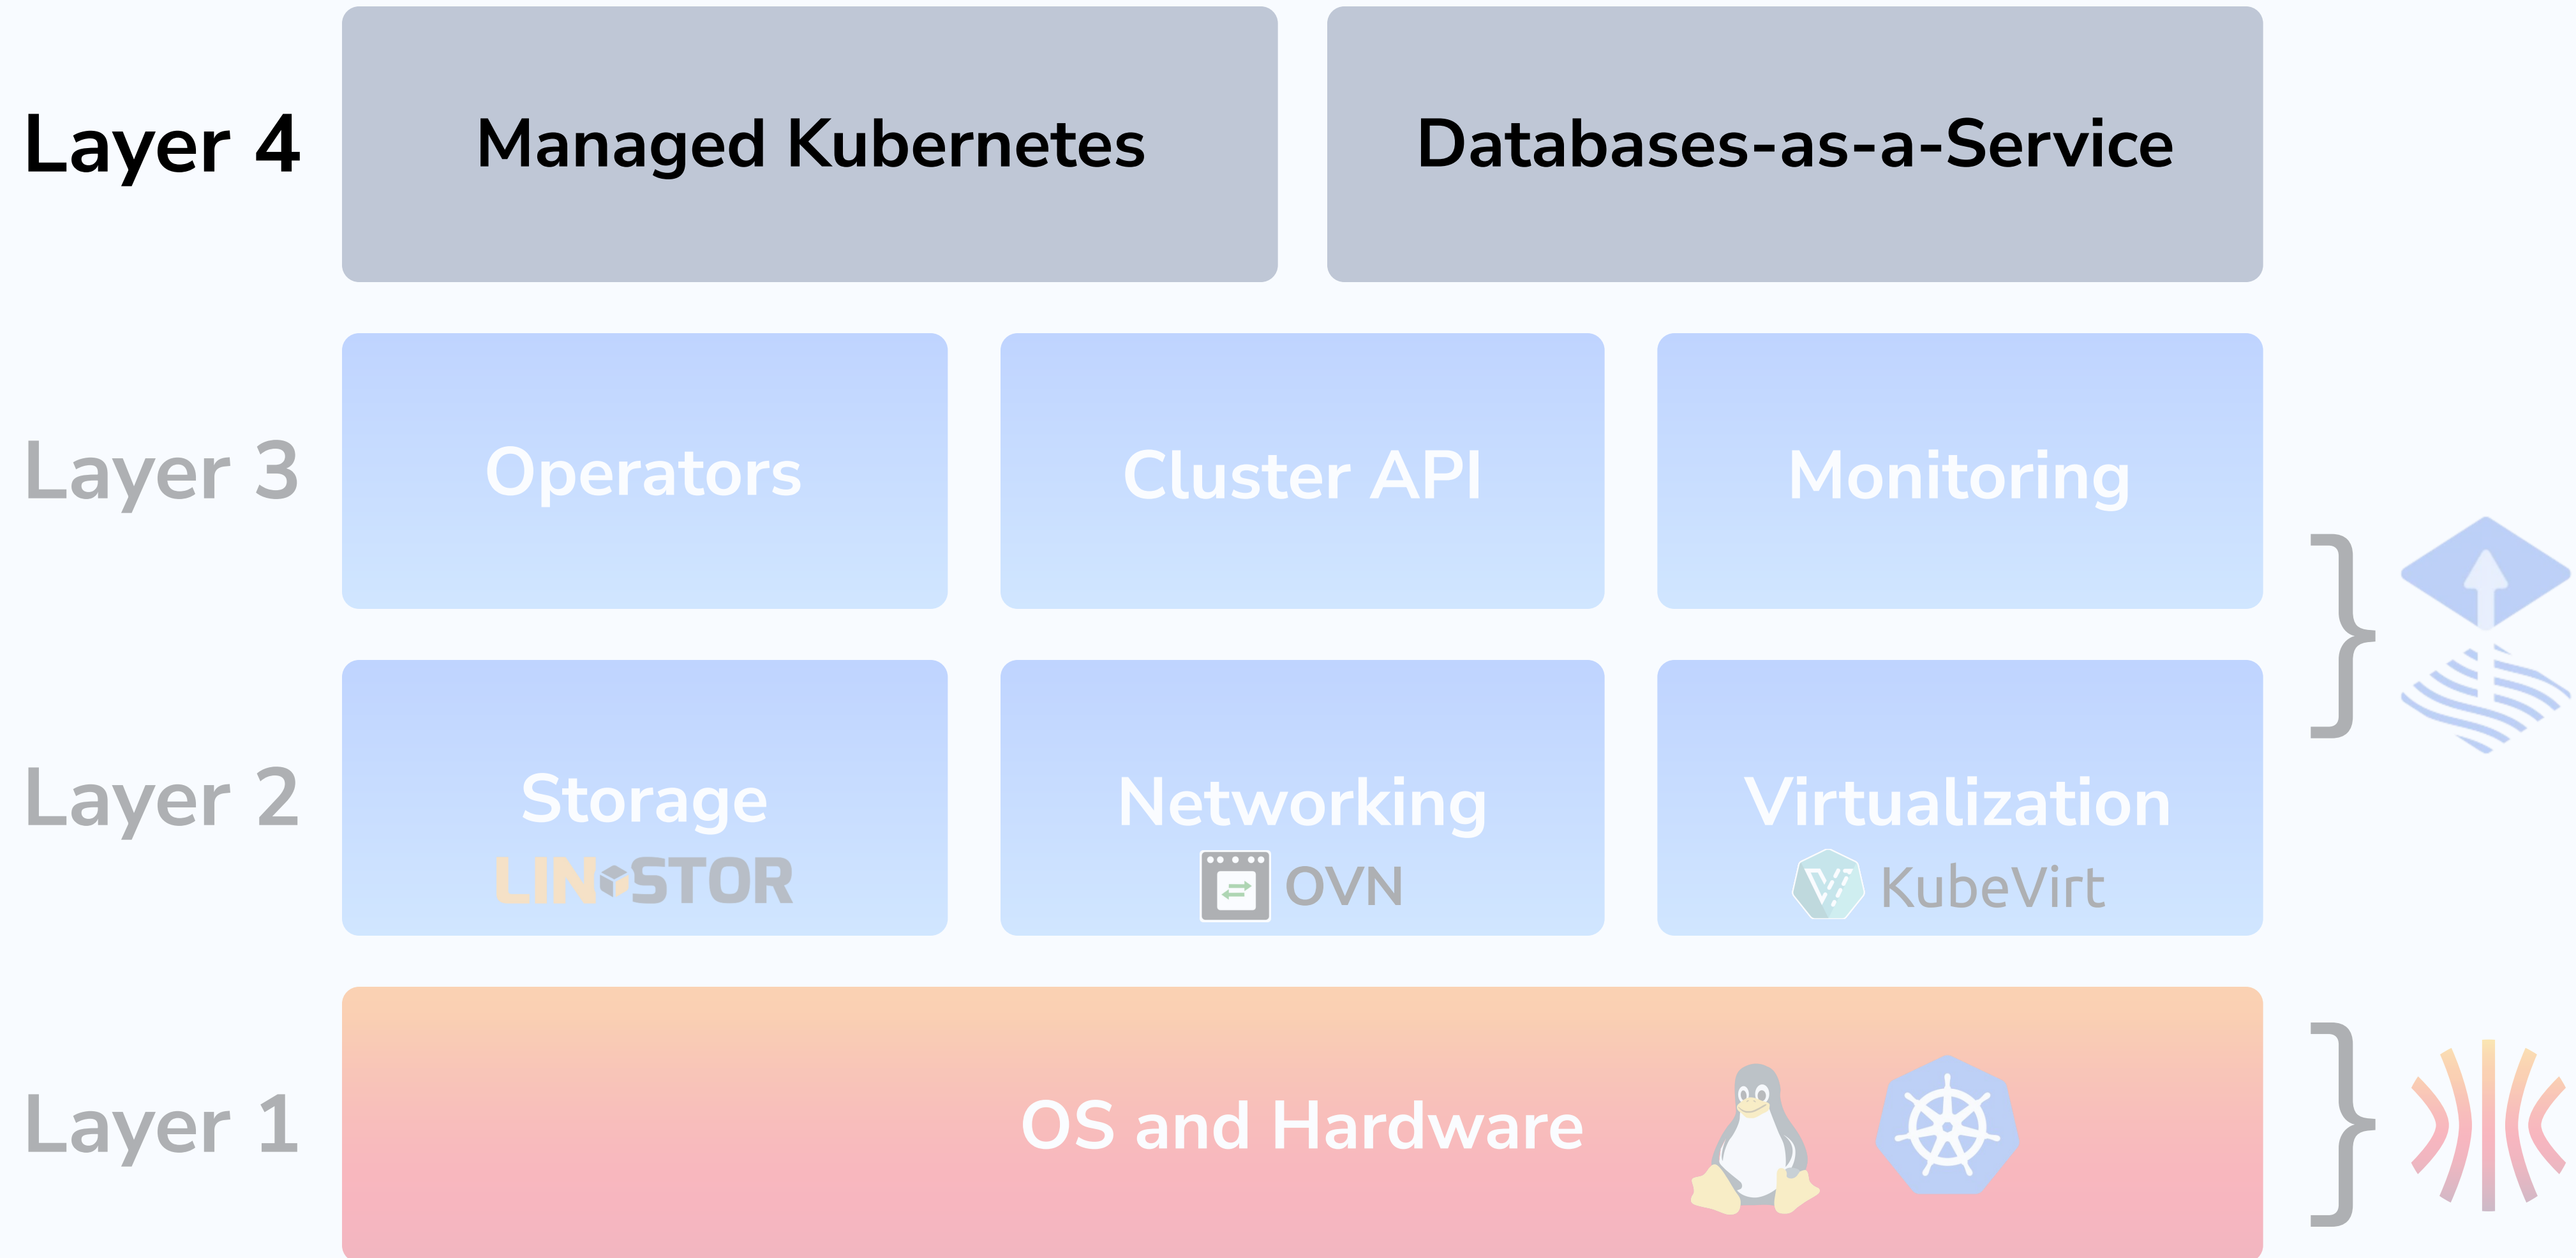 Layer 4
Managed Kubernetes
Databases-as-a-Service
Layer 3
Operators
Cluster API
Monitoring
Layer 2
Storage
LINSTOR
Networking
OVN
Virtualization
KubeVirt
Layer 1
OS and Hardware